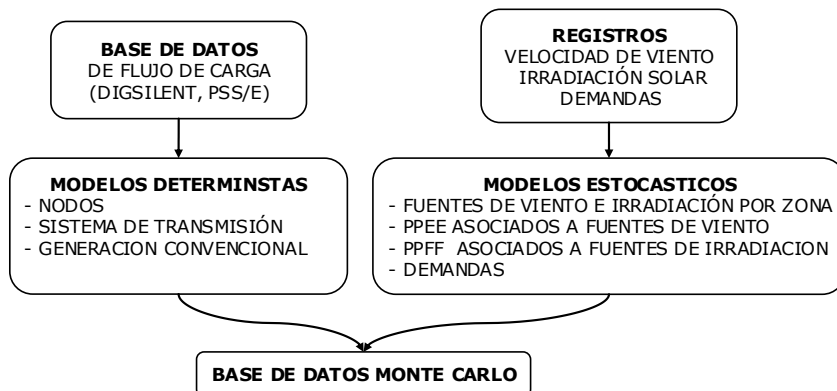 BASE DE DATOS
DE FLUJO DE CARGA
(DIGSILENT, PSS/E)
REGISTROS
VELOCIDAD DE VIENTO
IRRADIACIÓN SOLAR
DEMANDAS
MODELOS DETERMINSTAS
- NODOS
- SISTEMA DE TRANSMISIÓN
- GENERACION CONVENCIONAL
MODELOS ESTOCASTICOS
- FUENTES DE VIENTO E IRRADIACIÓN POR ZONA
- PPEE ASOCIADOS A FUENTES DE VIENTO
- PPFF ASOCIADOS A FUENTES DE IRRADIACION
- DEMANDAS
BASE DE DATOS MONTE CARLO